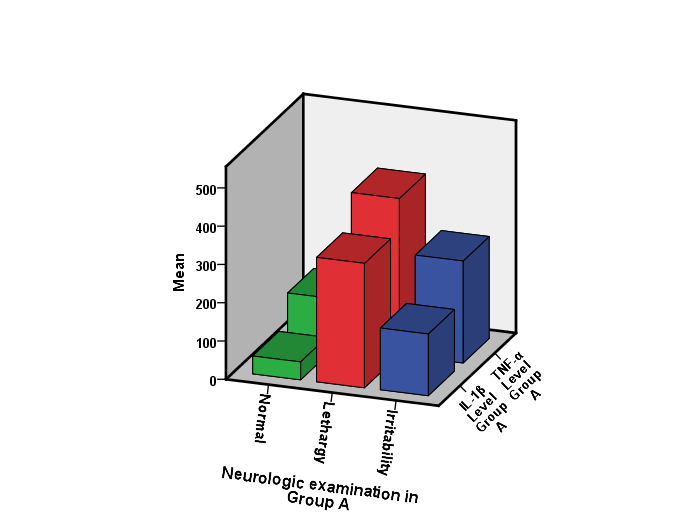 500
400
300
200
100
0
Mean
Normal
Lethargy
Irritability
Neurologic examination in
Group A
IL-1β
Level
Group
A
TNF-α
Level
Group
A